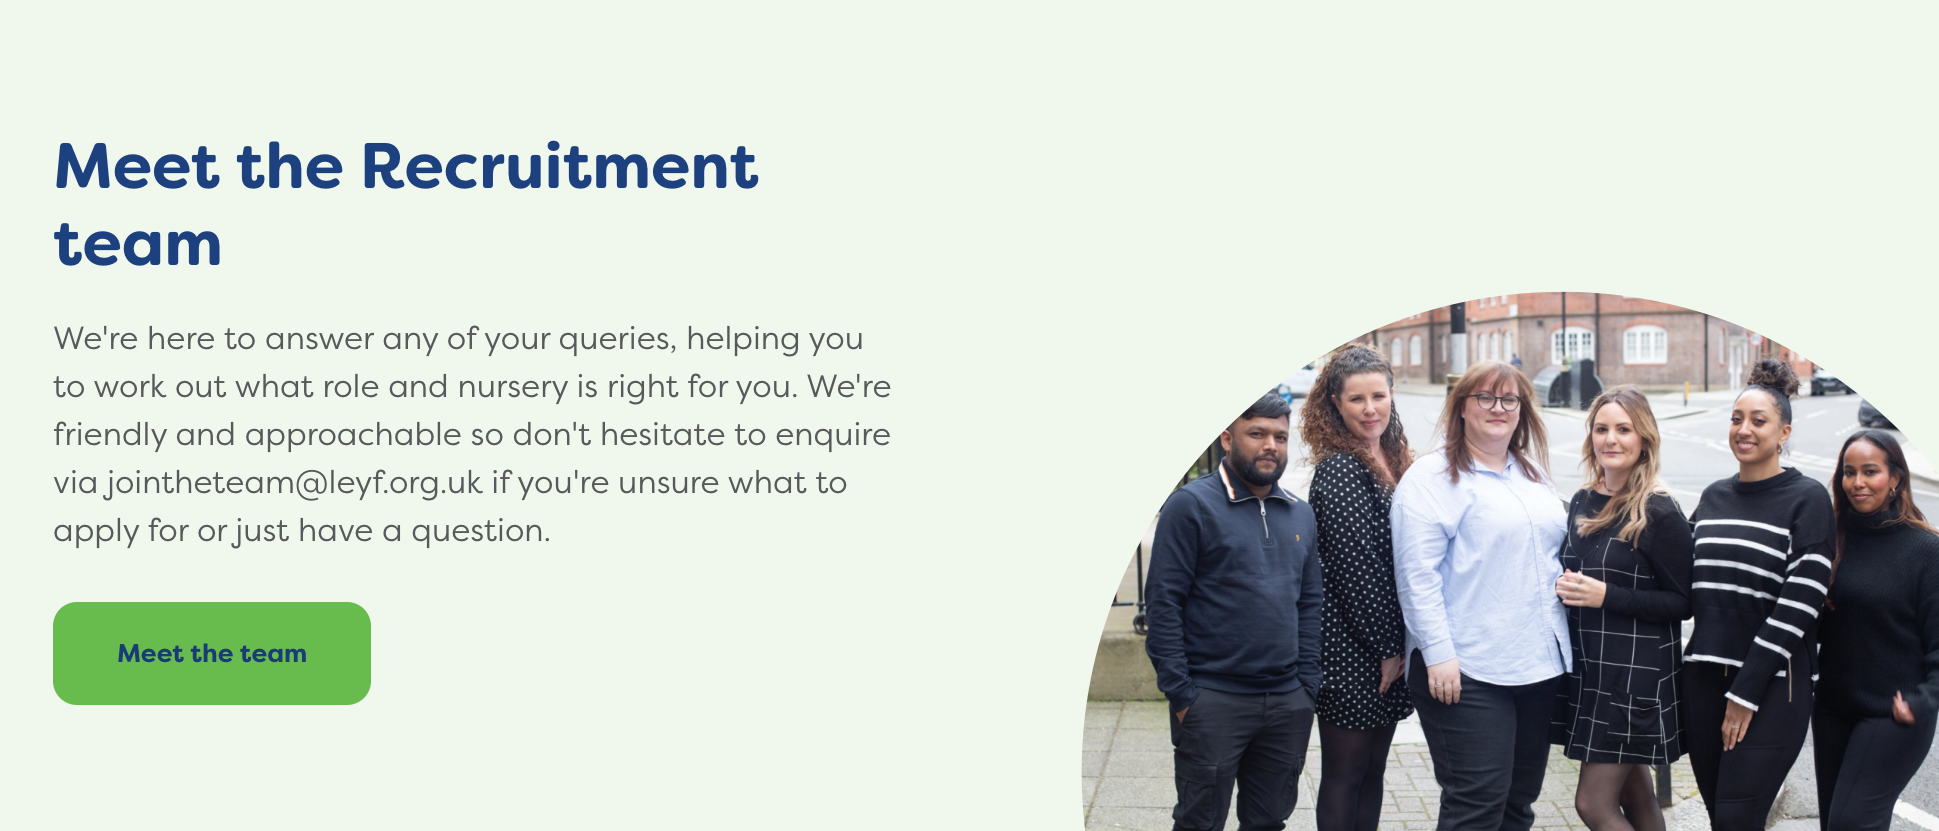 Meet the Recruitment
team
We're here to answer any of your queries, helping you
to work out what role and nursery is right for you. We're
friendly and approachable so don't hesitate to enquire
via jointheteam@leyf.org.uk if you're unsure what to
apply for or just have a question.
Meet the team